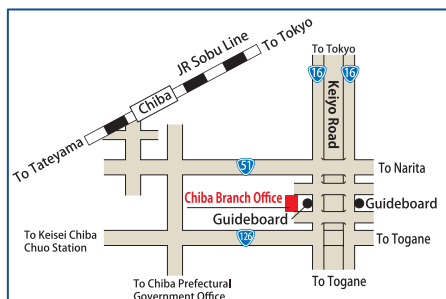 To Tokyo
JR Sobu Line
Chiba
To Tateyama
To Tokyo
16
16
Keiyo Road
51
To Narita
Chiba Branch Office
Guideboard
Guideboard
To Keisei Chiba
Chuo Station
126
To Togane
To Chiba Prefectural
Government Office
To Togane